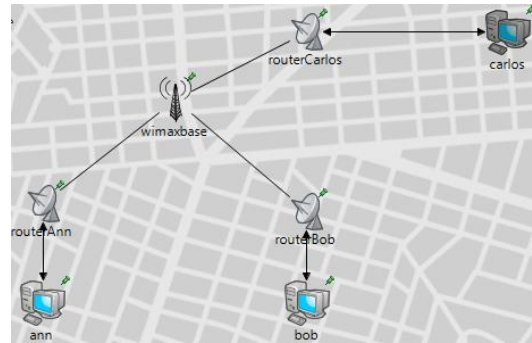 routerCarlos
carlos
wimaxbase
routerAnn
routerBob
ann
bob